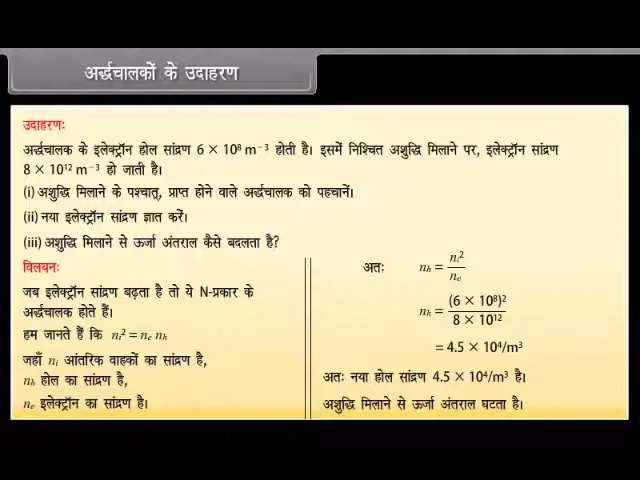 अर्द्धचालकों के उदाहरण
उदाहरणः
अर्द्धचालक के इलेक्ट्रॉन होल सांद्रण 6 × 10⁸ m⁻³ होती है। इसमें निश्चित अशुद्धि मिलाने पर, इलेक्ट्रॉन सांद्रण
8 × 10¹² m⁻³ हो जाती है।
(i) अशुद्धि मिलाने के पश्चात्, प्राप्त होने वाले अर्द्धचालक को पहचानें।
(ii) नया इलेक्ट्रॉन सांद्रण ज्ञात करें।
(iii) अशुद्धि मिलाने से ऊर्जा अंतराल कैसे बदलता है?
विलयनः
जब इलेक्ट्रॉन सांद्रण बढ़ता है तो ये N-प्रकार के
अर्द्धचालक होते हैं।
हम जानते हैं कि nᵢ² = nₑ nₕ
जहाँ nᵢ आंतरिक वाहकों का सांद्रण है,
nₕ होल का सांद्रण है,
nₑ इलेक्ट्रॉन का सांद्रण है।
अतः nₕ = nᵢ² / nₑ
nₕ = (6 × 10⁸)² / 8 × 10¹²
= 4.5 × 10⁴/m³
अतः नया होल सांद्रण 4.5 × 10⁴/m³ है।
अशुद्धि मिलाने से ऊर्जा अंतराल घटता है।